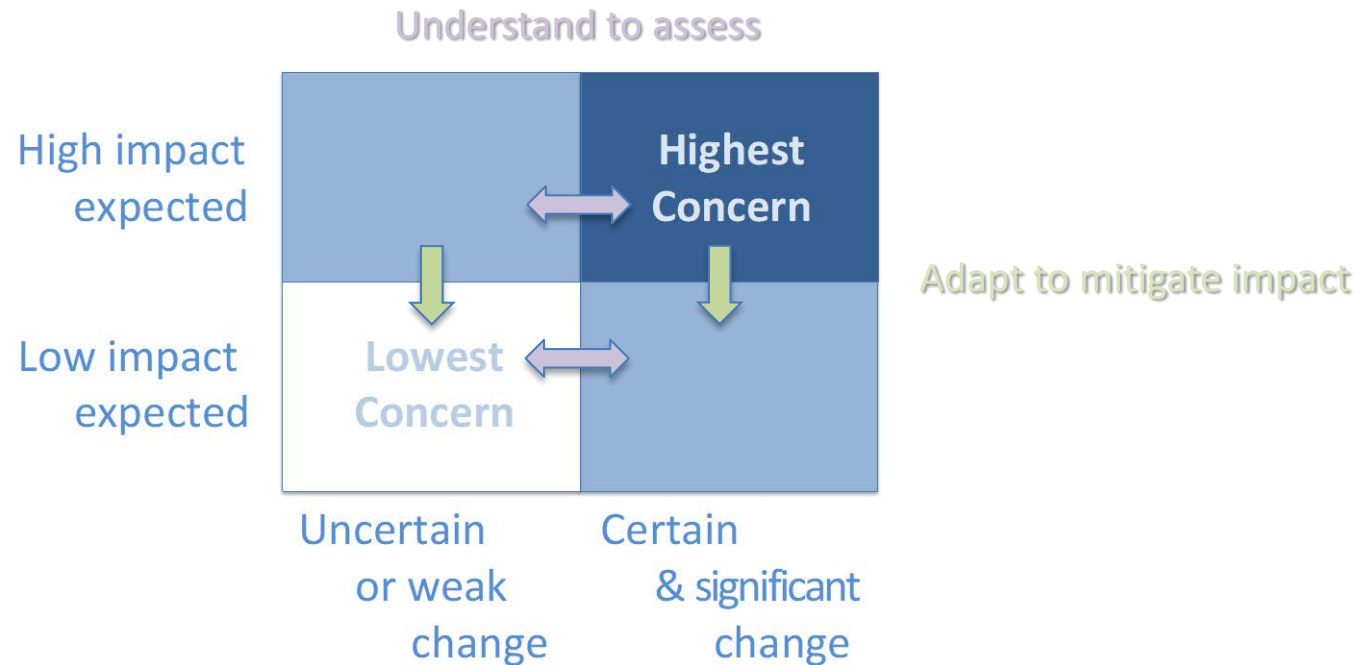 Understand to assess
High impact
expected
Highest
Concern
Adapt to mitigate impact
Low impact
expected
Lowest
Concern
Uncertain
or weak
change
Certain
& significant
change